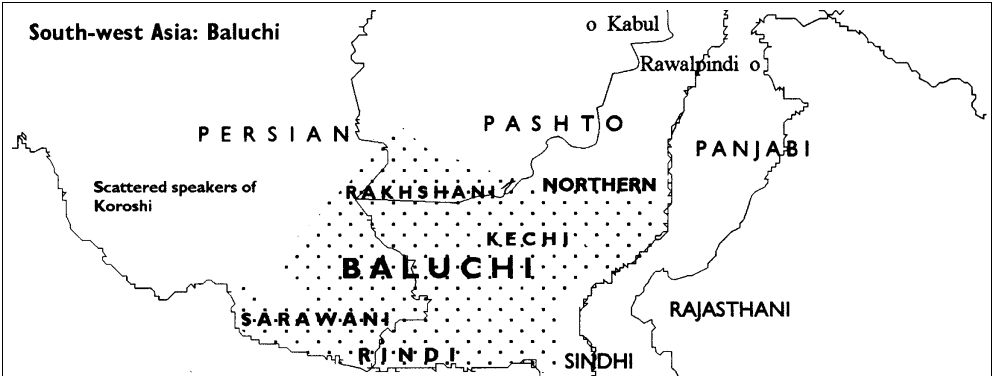 South-west Asia: Baluchi
o Kabul
Rawalpindi o
PERSIAN
PASHTO
PANJABI
Scattered speakers of
Koroshi
RAKHSHANI
NORTHERN
KECHI
BALUCHI
SARAWANI
RAJASTHANI
RINDI
SINDHI